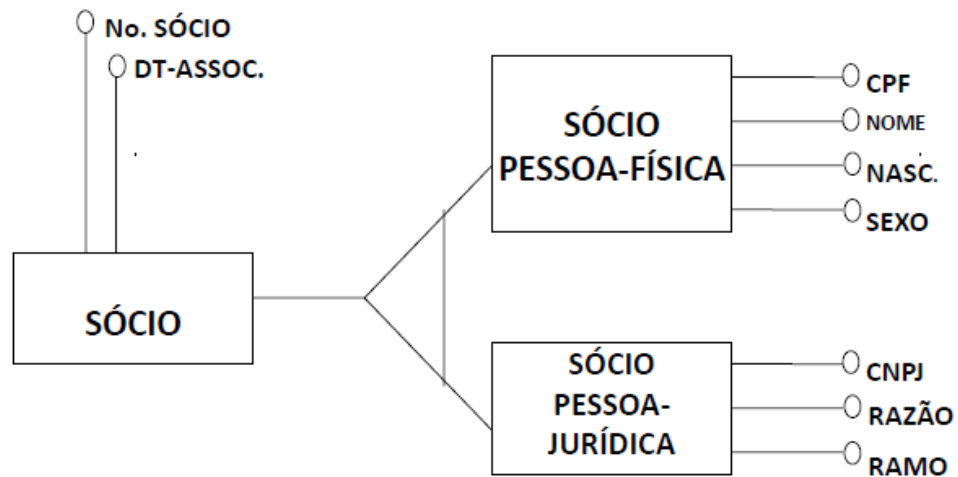 No. SÓCIO
DT-ASSOC.
SÓCIO
SÓCIO
PESSOA-FÍSICA
CPF
NOME
NASC.
SEXO
SÓCIO
PESSOA-
JURÍDICA
CNPJ
RAZÃO
RAMO